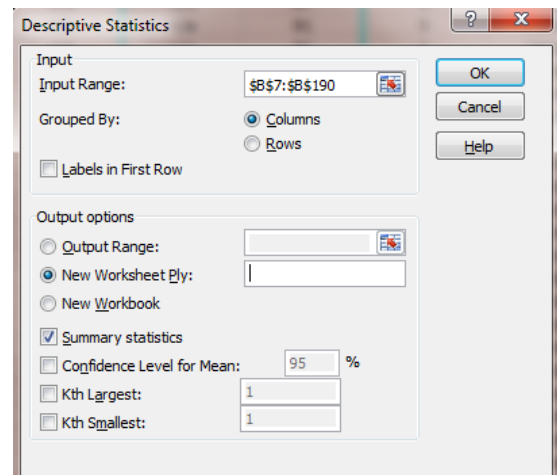 Descriptive Statistics
Input
Input Range: $B$7:$B$190
Grouped By: Columns
Rows
Labels in First Row
OK
Cancel
Help
Output options
Output Range:
New Worksheet Ply:
New Workbook
Summary statistics
Confidence Level for Mean: 95 %
Kth Largest: 1
Kth Smallest: 1